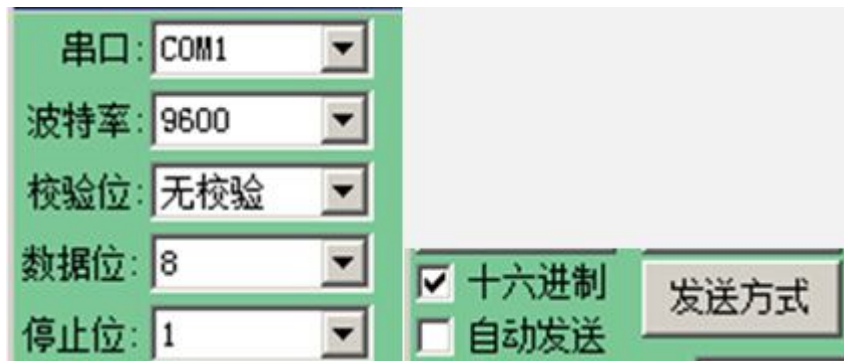 串口: COM1
波特率: 9600
校验位: 无校验
数据位: 8
停止位: 1
十六进制
自动发送
发送方式